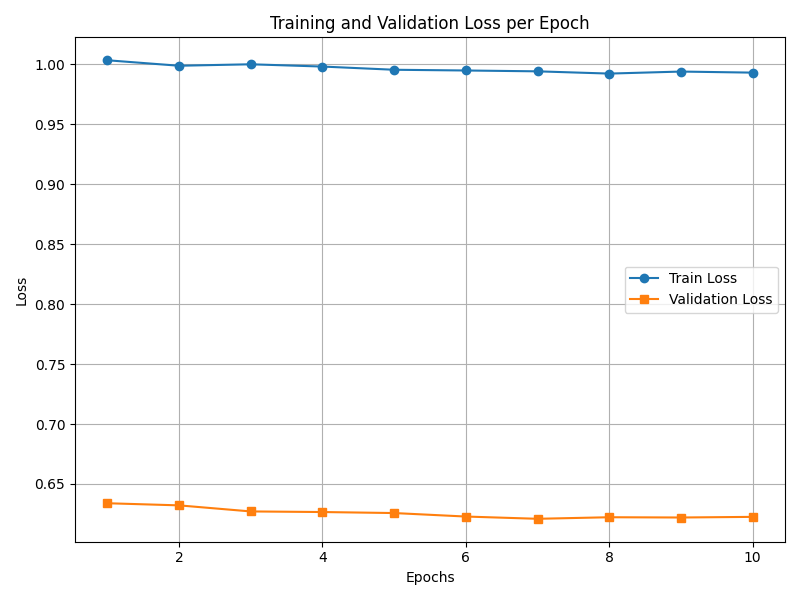 Training and Validation Loss per Epoch
1.00
0.95
0.90
0.85
0.80
0.75
0.70
0.65
Loss
Train Loss
Validation Loss
2
4
6
8
10
Epochs